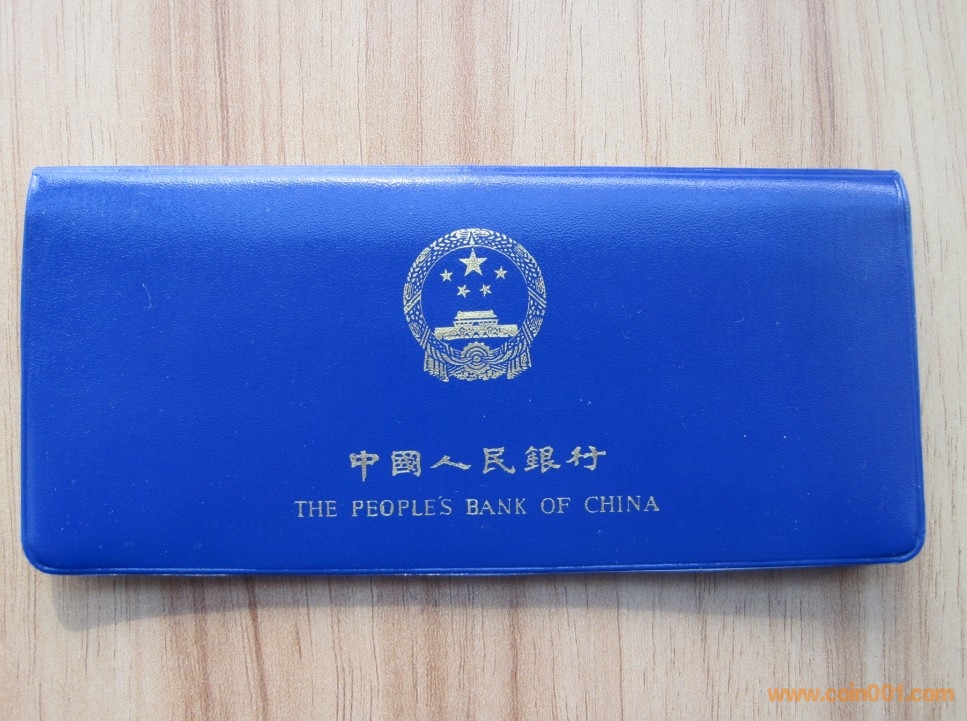 中國人民銀行
THE PEOPLE'S BANK OF CHINA
www.coin001.com